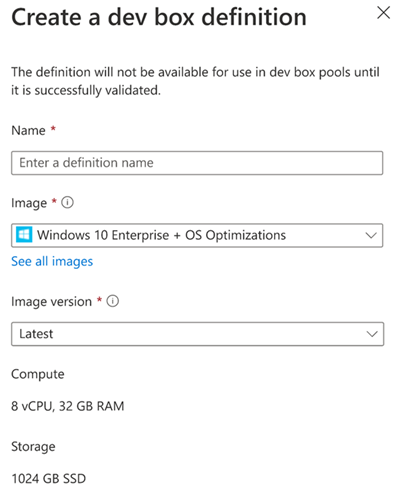 Create a dev box definition
The definition will not be available for use in dev box pools until
it is successfully validated.
Name *
Enter a definition name
Image *
Windows 10 Enterprise + OS Optimizations
See all images
Image version *
Latest
Compute
8 vCPU, 32 GB RAM
Storage
1024 GB SSD